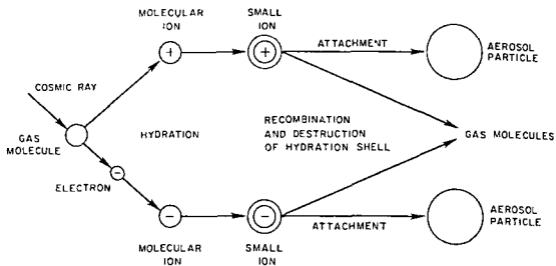 MOLECULAR
ION
SMALL
ION
+
+
ATTACHMENT
AEROSOL
PARTICLE
COSMIC RAY
GAS
MOLECULE
HYDRATION
RECOMBINATION
AND DESTRUCTION
OF HYDRATION SHELL
GAS MOLECULES
−
ELECTRON
−
−
ATTACHMENT
AEROSOL
PARTICLE
MOLECULAR
ION
SMALL
ION